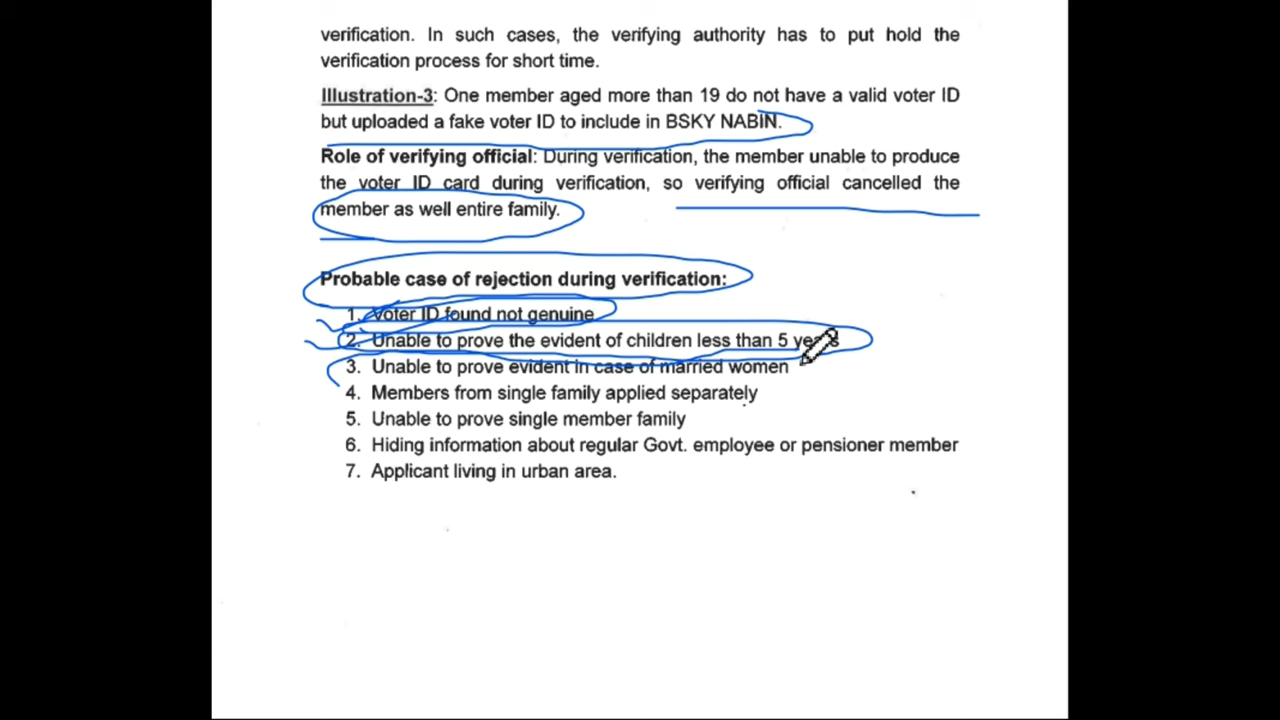 verification. In such cases, the verifying authority has to put hold the
verification process for short time.
Illustration-3: One member aged more than 19 do not have a valid voter ID
but uploaded a fake voter ID to include in BSKY NABIN.
Role of verifying official: During verification, the member unable to produce
the voter ID card during verification, so verifying official cancelled the
member as well entire family.
Probable case of rejection during verification:
1. Voter ID found not genuine
2. Unable to prove the evident of children less than 5 years
3. Unable to prove evident in case of married women
4. Members from single family applied separately
5. Unable to prove single member family
6. Hiding information about regular Govt. employee or pensioner member
7. Applicant living in urban area.